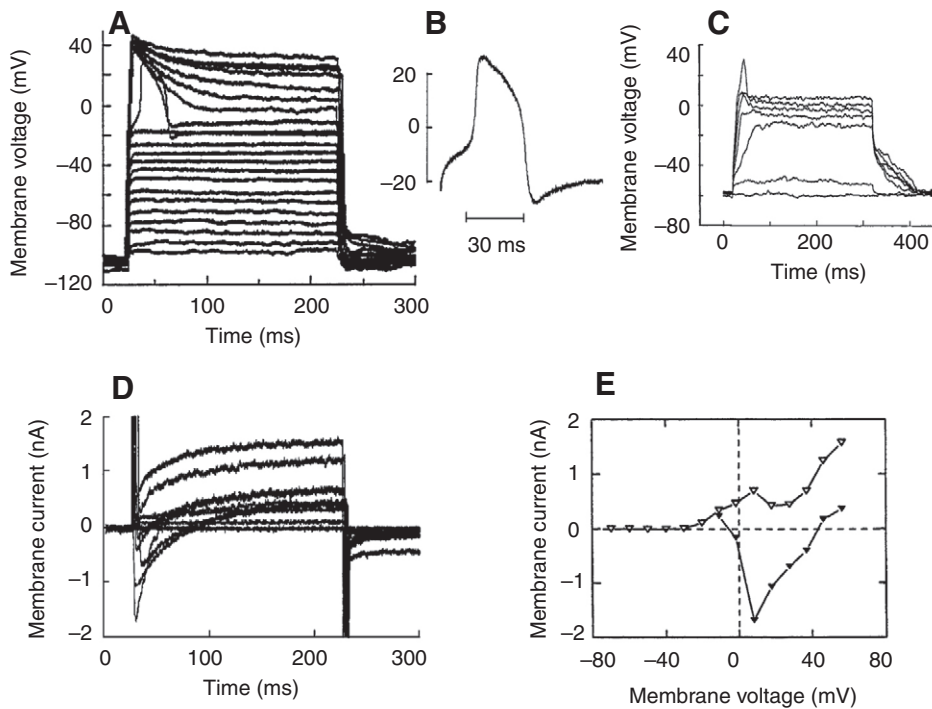 A
Membrane voltage (mV)
40
0
−40
−80
−120
0
100
200
300
Time (ms)
B
20
0
−20
30 ms
C
Membrane voltage (mV)
40
0
−40
−80
0
200
400
Time (ms)
D
Membrane current (nA)
2
1
0
−1
−2
0
100
200
300
Time (ms)
E
Membrane current (nA)
2
1
0
−1
−2
−80
−40
0
40
80
Membrane voltage (mV)